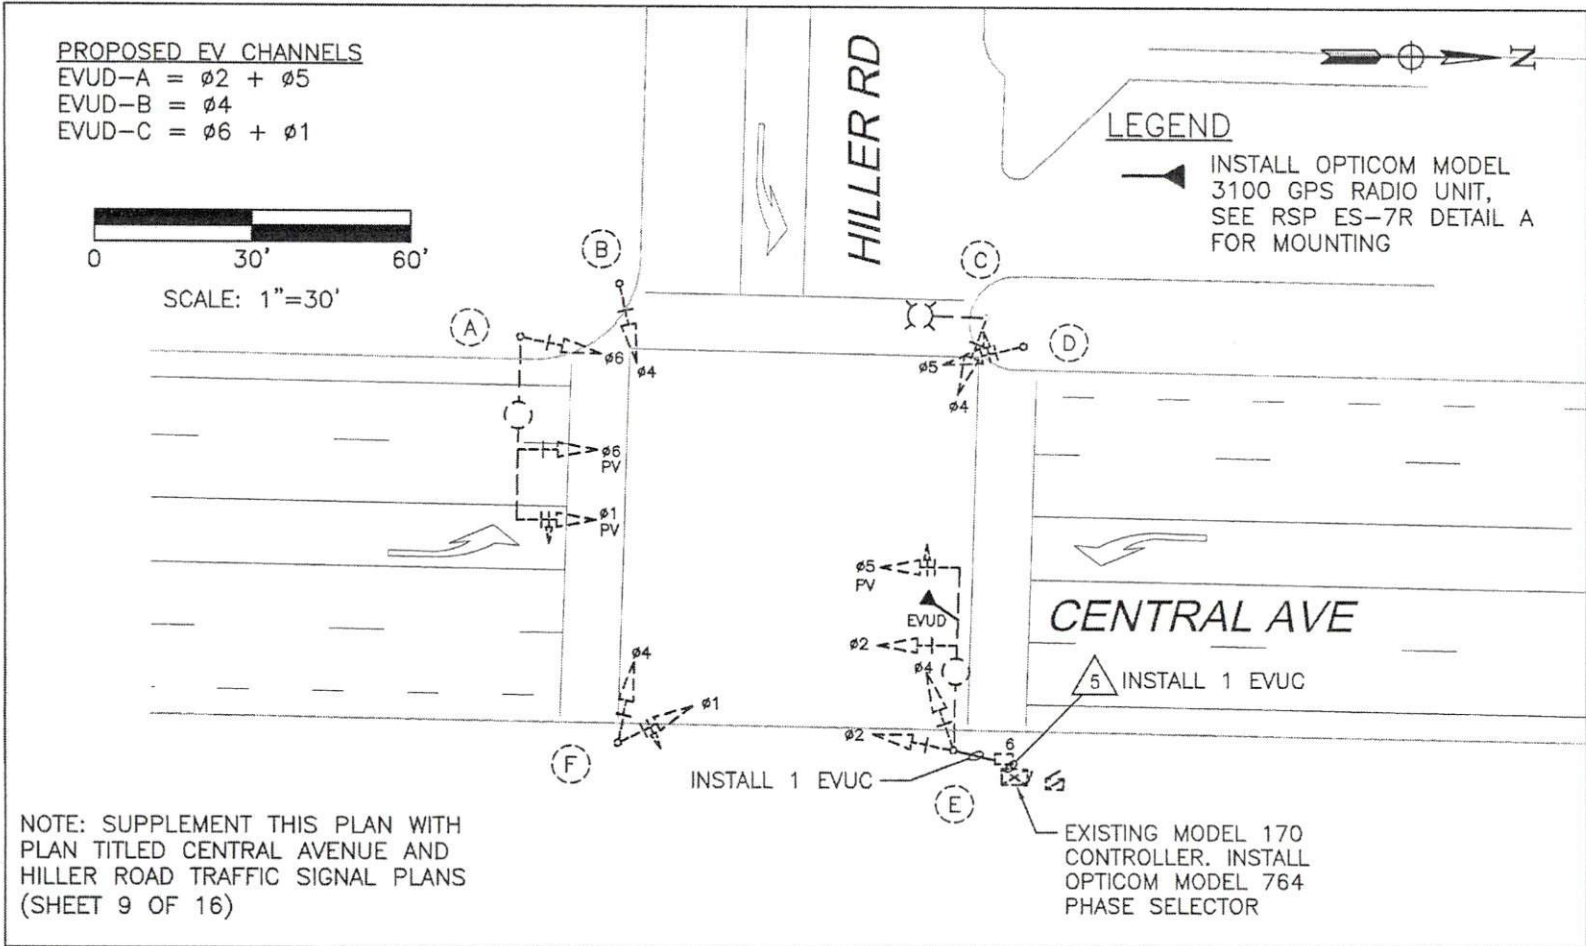 PROPOSED EV CHANNELS
EVUD-A = ø2 + ø5
EVUD-B = ø4
EVUD-C = ø6 + ø1
0 30' 60'
SCALE: 1"=30'
HILLER RD
N
LEGEND
INSTALL OPTICOM MODEL
3100 GPS RADIO UNIT,
SEE RSP ES-7R DETAIL A
FOR MOUNTING
A
B
C
D
ø6
ø4
ø5
ø4
ø6
PV
ø1
PV
ø5
PV
EVUD
ø2
ø4
CENTRAL AVE
5 INSTALL 1 EVUC
ø4
ø1
ø2
6
F
INSTALL 1 EVUC
E
NOTE: SUPPLEMENT THIS PLAN WITH
PLAN TITLED CENTRAL AVENUE AND
HILLER ROAD TRAFFIC SIGNAL PLANS
(SHEET 9 OF 16)
EXISTING MODEL 170
CONTROLLER. INSTALL
OPTICOM MODEL 764
PHASE SELECTOR